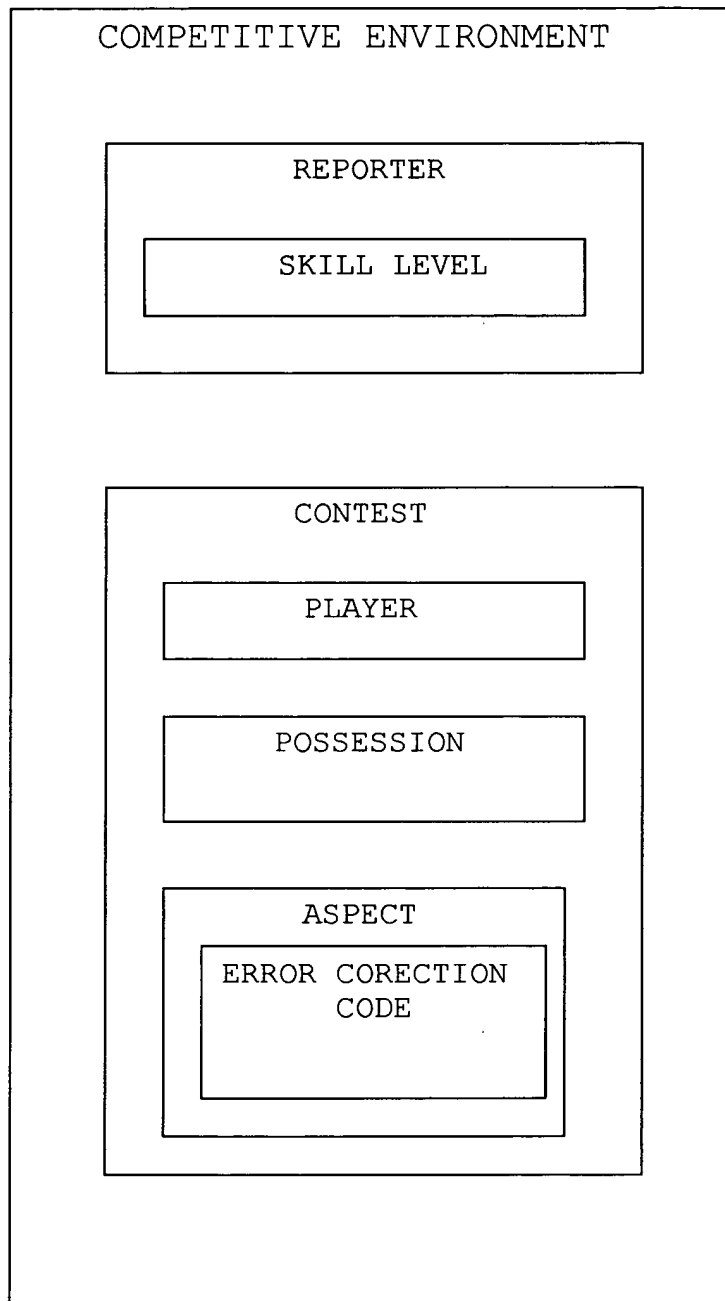 COMPETITIVE ENVIRONMENT
REPORTER
SKILL LEVEL
CONTEST
PLAYER
POSSESSION
ASPECT
ERROR CORECTION
CODE